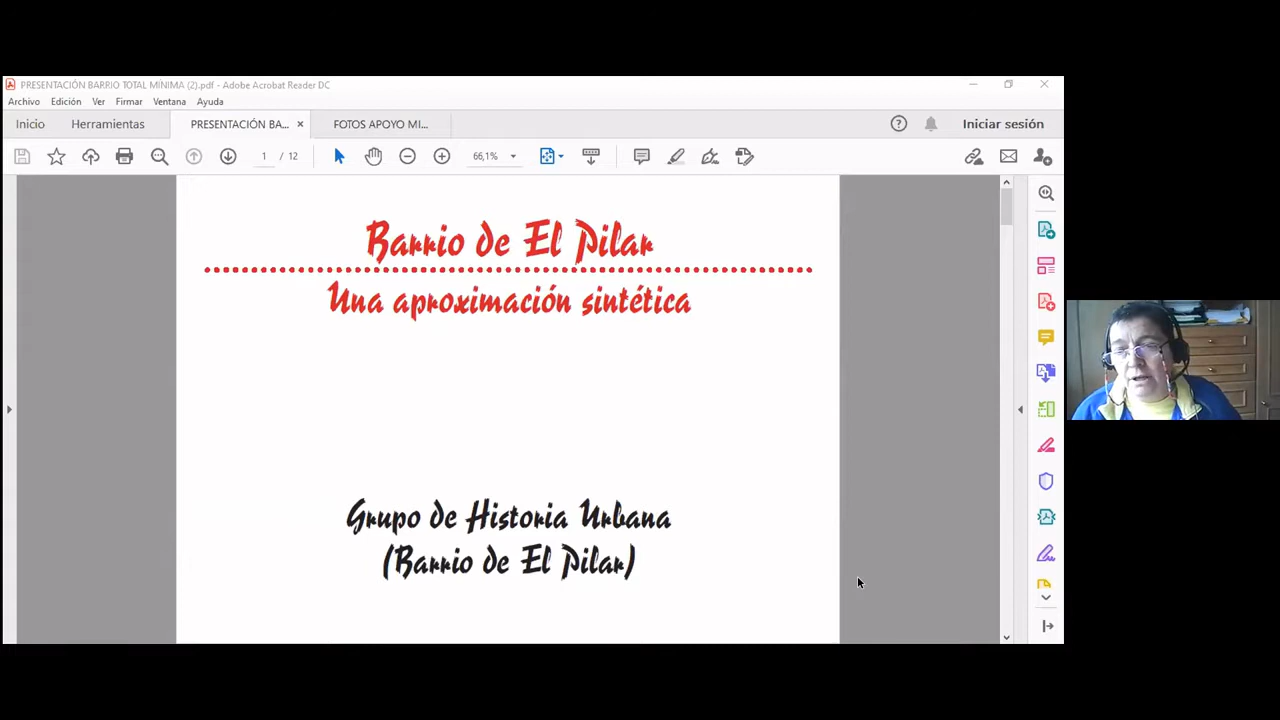 PRESENTACIÓN BARRIO TOTAL MÍNIMA (2).pdf - Adobe Acrobat Reader DC
Archivo Edición Ver Firmar Ventana Ayuda
Inicio Herramientas PRESENTACIÓN BA... × FOTOS APOYO MI... Iniciar sesión
1 / 12 66,1%
Barrio de El Pilar
Una aproximación sintética
Grupo de Historia Urbana
(Barrio de El Pilar)